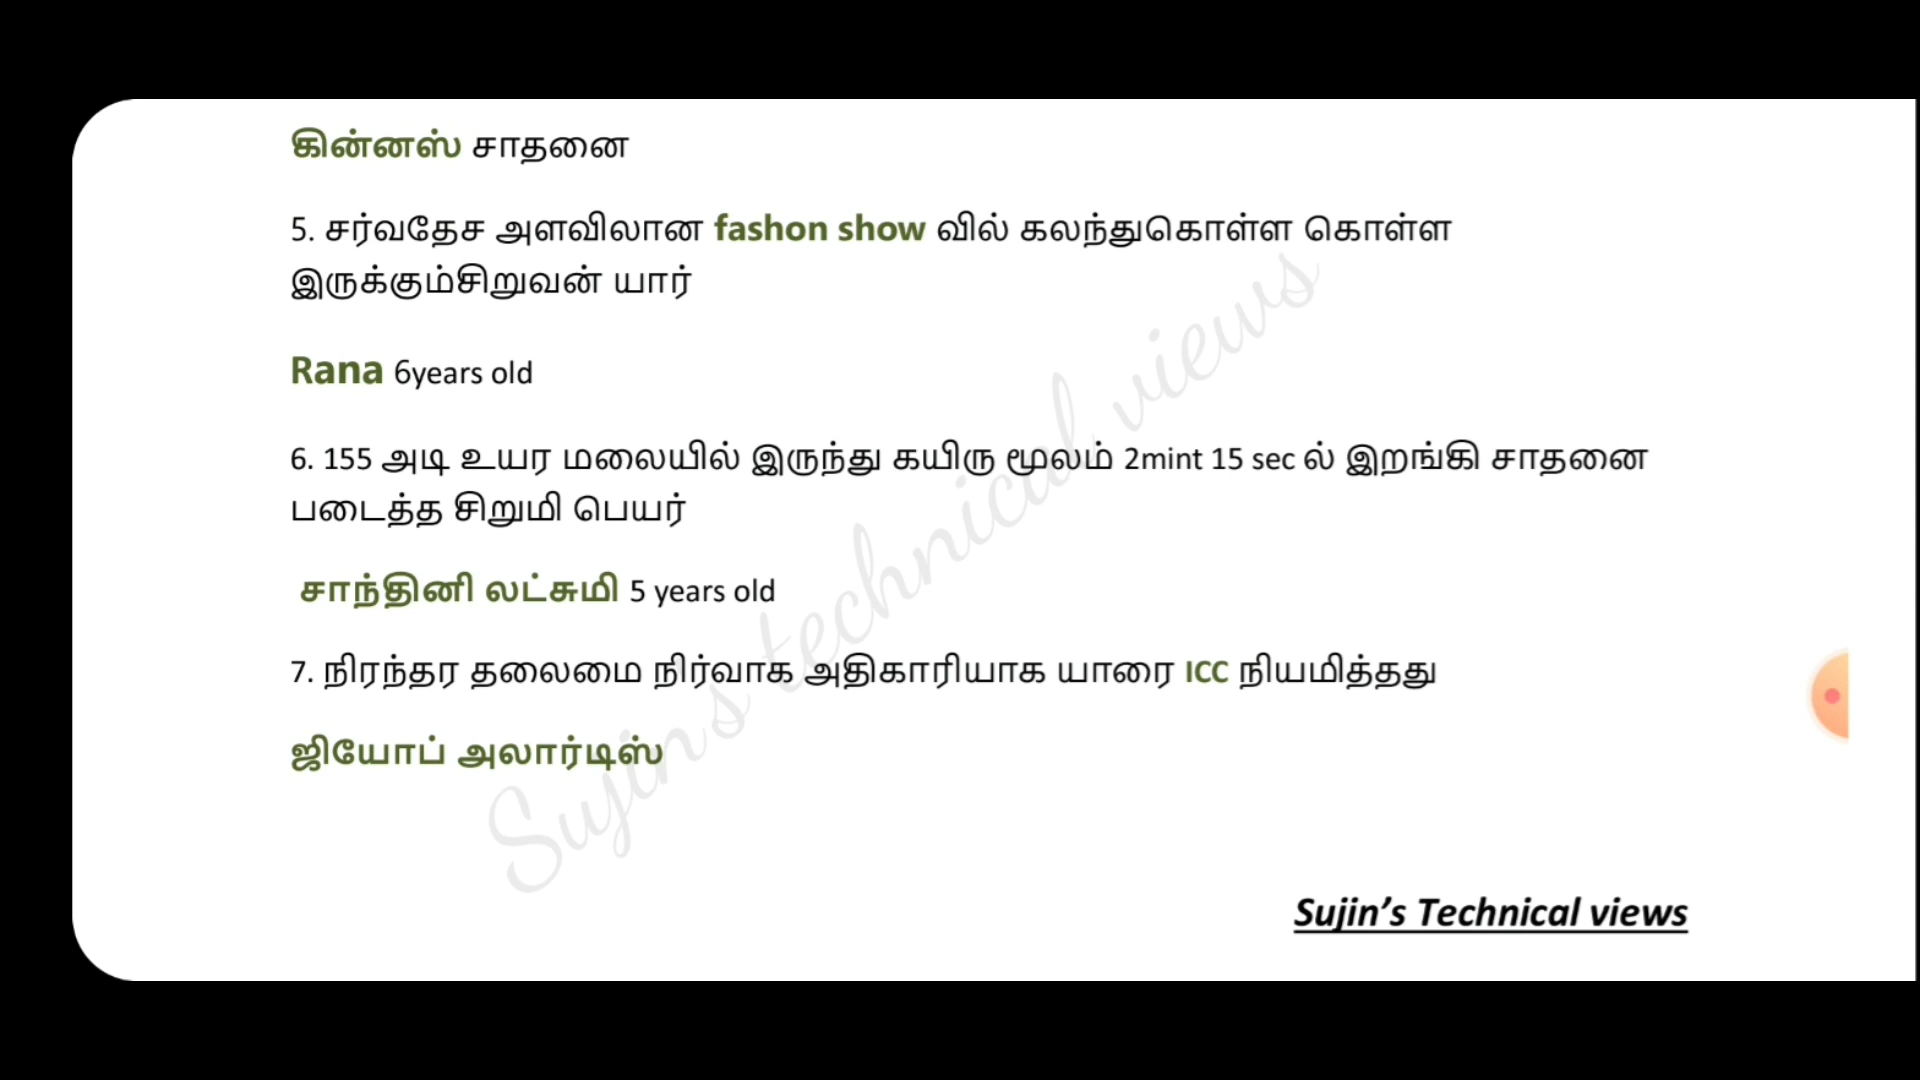 கின்னஸ் சாதனை
5. சர்வதேச அளவிலான fashon show வில் கலந்துகொள்ள கொள்ள
இருக்கும்சிறுவன் யார்
Rana 6years old
6. 155 அடி உயர மலையில் இருந்து கயிரு மூலம் 2mint 15 sec ல் இறங்கி சாதனை
படைத்த சிறுமி பெயர்
சாந்தினி லட்சுமி 5 years old
7. நிரந்தர தலைமை நிர்வாக அதிகாரியாக யாரை ICC நியமித்தது
ஜியோப் அலார்டிஸ்
Sujin's technical views
Sujin’s Technical views